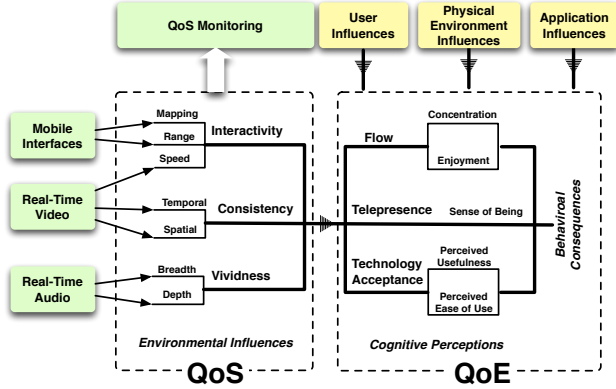 QoS Monitoring
User
Influences
Physical
Environment
Influences
Application
Influences
Mobile
Interfaces
Real-Time
Video
Real-Time
Audio
Mapping
Range
Speed
Interactivity
Temporal
Spatial
Consistency
Breadth
Depth
Vividness
Environmental Influences
QoS
Flow
Concentration
Enjoyment
Telepresence
Sense of Being
Technology
Acceptance
Perceived
Usefulness
Perceived
Ease of Use
Behaviroal
Consequences
Cognitive Perceptions
QoE